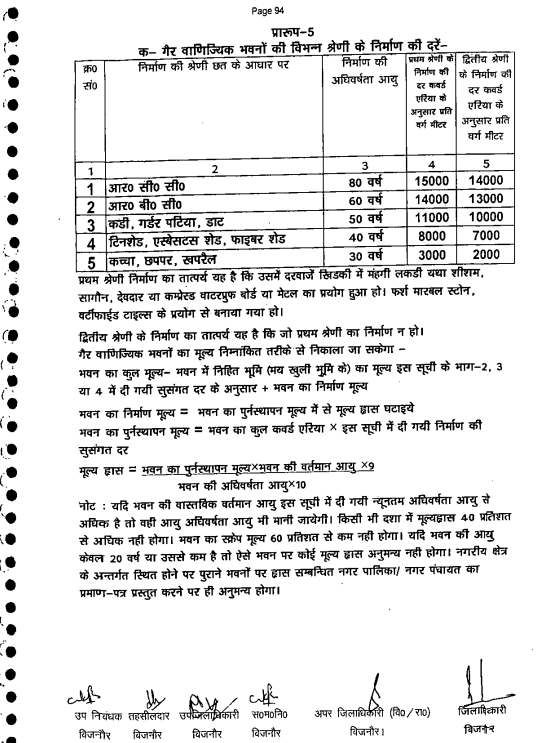 Page 94
प्रारूप-5
क- गैर वाणिज्यिक भवनों की विभन्न श्रेणी के निर्माण की दरें-
क्र0 सं0 | निर्माण की श्रेणी छत के आधार पर | निर्माण की अधिवर्षता आयु | प्रथम श्रेणी के निर्माण की दर कवर्ड एरिया के अनुसार प्रति वर्ग मीटर | द्वितीय श्रेणी के निर्माण की दर कवर्ड एरिया के अनुसार प्रति वर्ग मीटर
1 | 2 | 3 | 4 | 5
1 | आर0 सी0 सी0 | 80 वर्ष | 15000 | 14000
2 | आर0 बी0 सी0 | 60 वर्ष | 14000 | 13000
3 | कडी, गर्डर पटिया, डाट | 50 वर्ष | 11000 | 10000
4 | टिनशेड, एस्बेसटस शेड, फाइबर शेड | 40 वर्ष | 8000 | 7000
5 | कच्चा, छपपर, खपरैल | 30 वर्ष | 3000 | 2000
प्रथम श्रेणी निर्माण का तात्पर्य यह है कि उसमें दरवाजें खिडकी में मंहगी लकडी यथा शीशम,
सागौन, देवदार या कम्प्रेस्ड वाटरप्रुफ बोर्ड या मेटल का प्रयोग हुआ हो। फर्श मारबल स्टोन,
वर्टीफाईड टाइल्स के प्रयोग से बनाया गया हो।
द्वितीय श्रेणी के निर्माण का तात्पर्य यह है कि जो प्रथम श्रेणी का निर्माण न हो।
गैर वाणिज्यिक भवनों का मूल्य निम्नांकित तरीके से निकाला जा सकेगा -
भवन का कुल मूल्य- भवन में निहित भूमि (मय खुली भुमि के) का मूल्य इस सूची के भाग-2, 3
या 4 में दी गयी सुसंगत दर के अनुसार + भवन का निर्माण मूल्य
भवन का निर्माण मूल्य = भवन का पुर्नस्थापन मूल्य में से मूल्य ह्रास घटाइये
भवन का पुर्नस्थापन मूल्य = भवन का कुल कवर्ड एरिया × इस सूची में दी गयी निर्माण की
सुसंगत दर
मूल्य ह्रास = भवन का पुर्नस्थापन मूल्य×भवन की वर्तमान आयु ×9
भवन की अधिवर्षता आयु×10
नोट : यदि भवन की वास्तविक वर्तमान आयु इस सूची में दी गयी न्यूनतम अधिवर्षता आयु से
अधिक है तो वही आयु अधिवर्षता आयु भी मानी जायेगी। किसी भी दशा में मूल्यह्रास 40 प्रतिशत
से अधिक नही होगा। भवन का स्क्रेप मूल्य 60 प्रतिशत से कम नही होगा। यदि भवन की आयु
केवल 20 वर्ष या उससे कम है तो ऐसे भवन पर कोई मूल्य ह्रास अनुमन्य नही होगा। नगरीय क्षेत्र
के अन्तर्गत स्थित होने पर पुराने भवनों पर ह्रास सम्बन्धित नगर पालिका/ नगर पंचायत का
प्रमाण-पत्र प्रस्तुत करने पर ही अनुमन्य होगा।
उप निबंधक तहसीलदार उपजिलाधिकारी स0म0नि0 अपर जिलाधिकारी (वि0/रा0) जिलाधिकारी
बिजनौर बिजनौर बिजनौर बिजनौर बिजनौर। बिजनौर